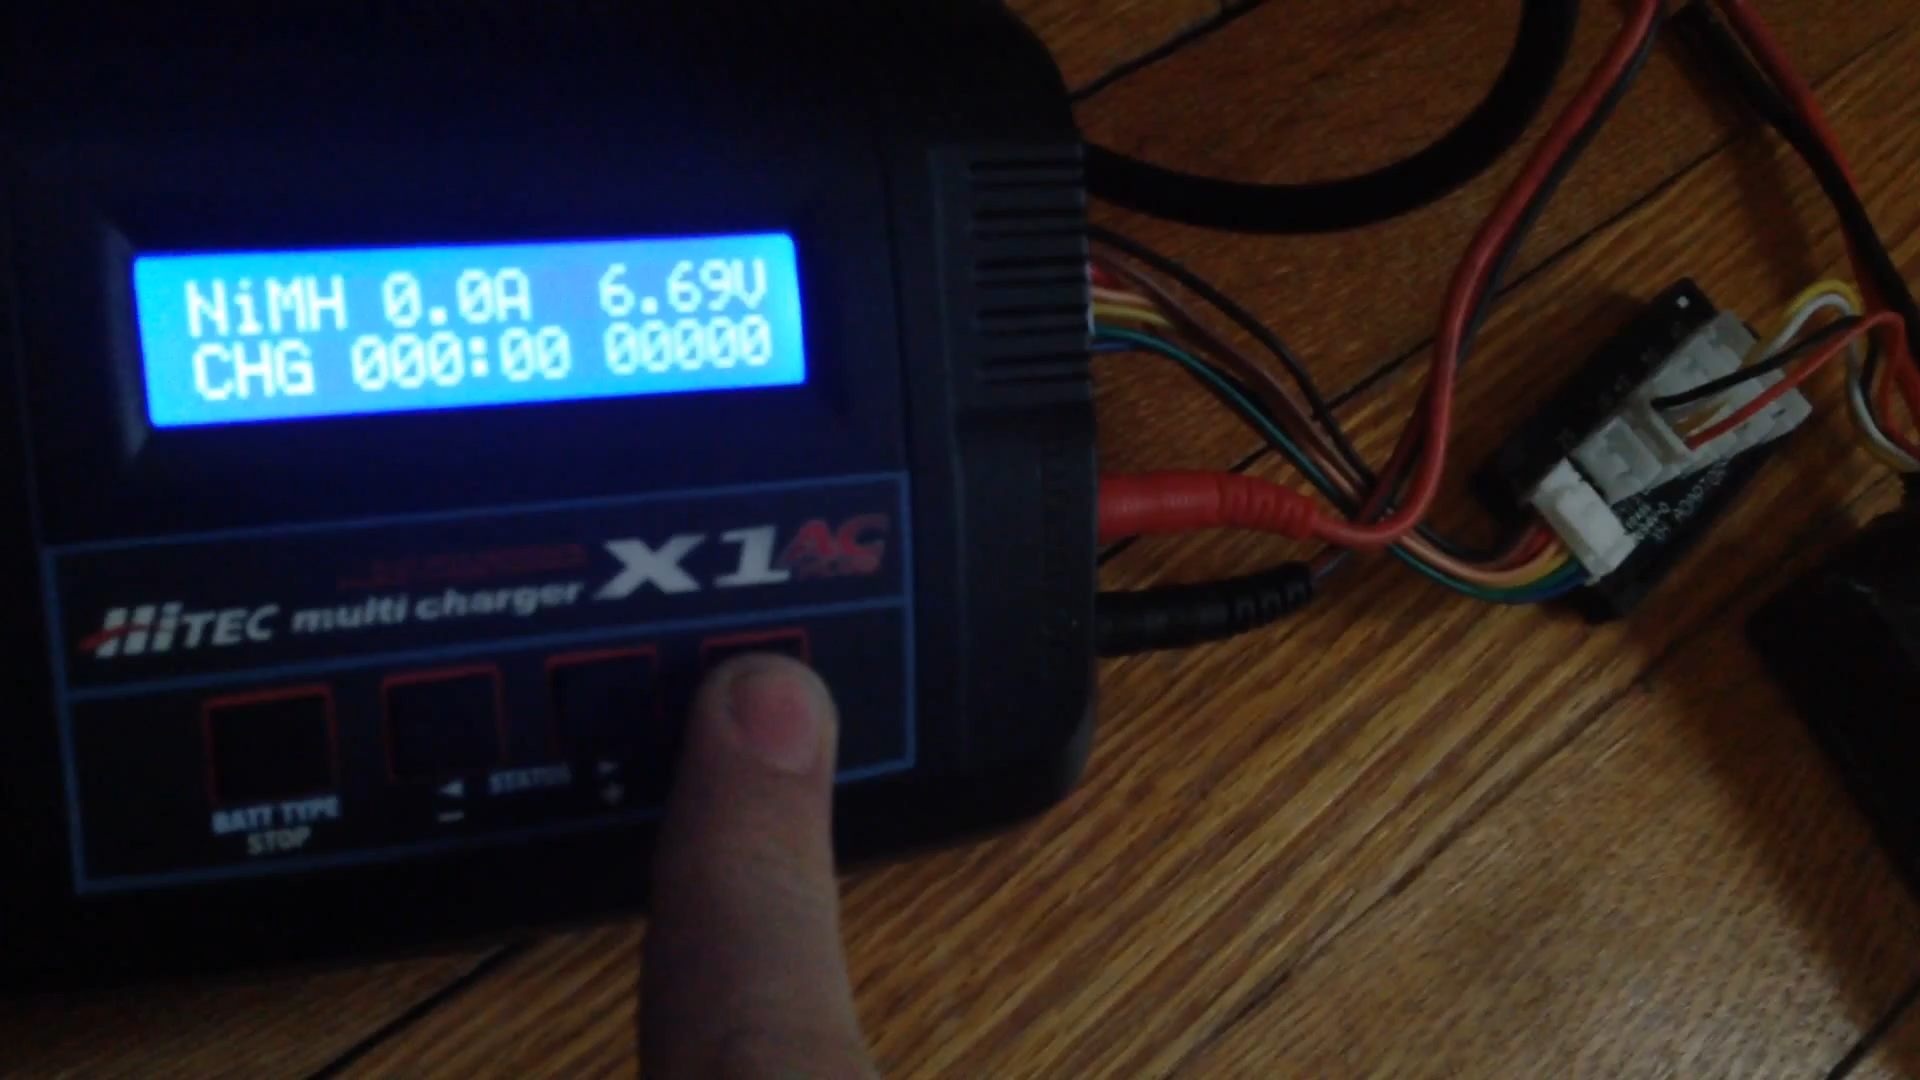 NiMH 0.0A 6.69V
CHG 000:00 00000
X1 AC
HiTEC multi charger
BATT TYPE
STOP
◄ STATUS ►
− +